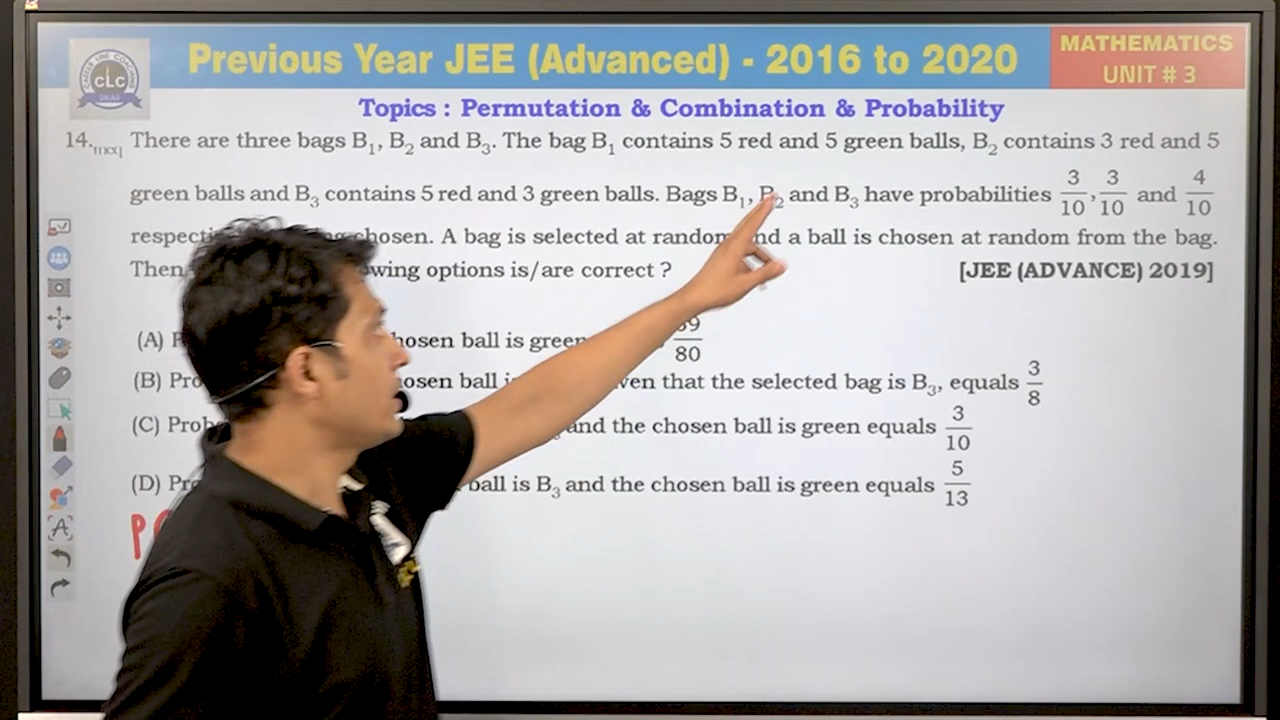 Previous Year JEE (Advanced) - 2016 to 2020
MATHEMATICS
UNIT # 3
CLC
SIKAR
Topics : Permutation & Combination & Probability
14. There are three bags B₁, B₂ and B₃. The bag B₁ contains 5 red and 5 green balls, B₂ contains 3 red and 5
green balls and B₃ contains 5 red and 3 green balls. Bags B₁, B₂ and B₃ have probabilities 3/10, 3/10 and 4/10
chosen. A bag is selected at random and a ball is chosen at random from the bag.
Then options is/are correct ?
[JEE (ADVANCE) 2019]
(A) ball is green 39/80
(B) ball that the selected bag is B₃, equals 3/8
(C) and the chosen ball is green equals 3/10
(D) ball is B₃ and the chosen ball is green equals 5/13